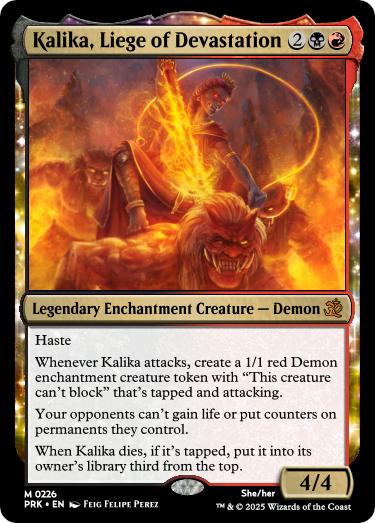 Kalika, Liege of Devastation 2
Legendary Enchantment Creature — Demon
Haste
Whenever Kalika attacks, create a 1/1 red Demon
enchantment creature token with “This creature
can’t block” that’s tapped and attacking.
Your opponents can’t gain life or put counters on
permanents they control.
When Kalika dies, if it’s tapped, put it into its
owner’s library third from the top.
4/4
M 0226
She/her
PRK • EN Feig Felipe Perez
™ & © 2025 Wizards of the Coast